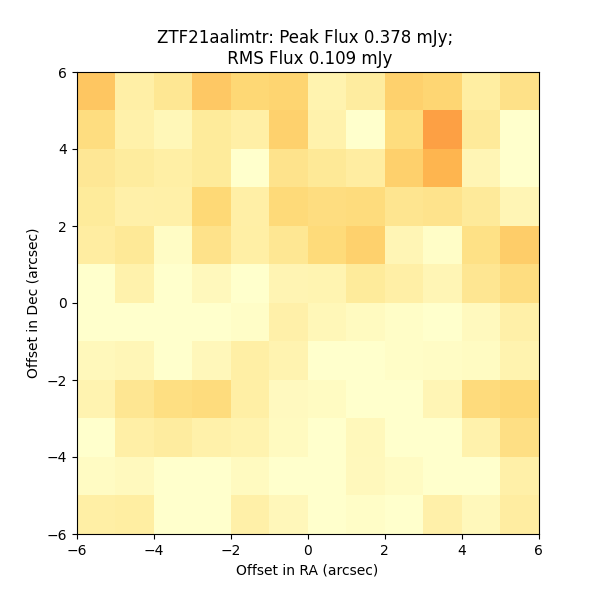 ZTF21aalimtr: Peak Flux 0.378 mJy;
RMS Flux 0.109 mJy
6
4
2
0
−2
−4
−6
Offset in Dec (arcsec)
−6 −4 −2 0 2 4 6
Offset in RA (arcsec)